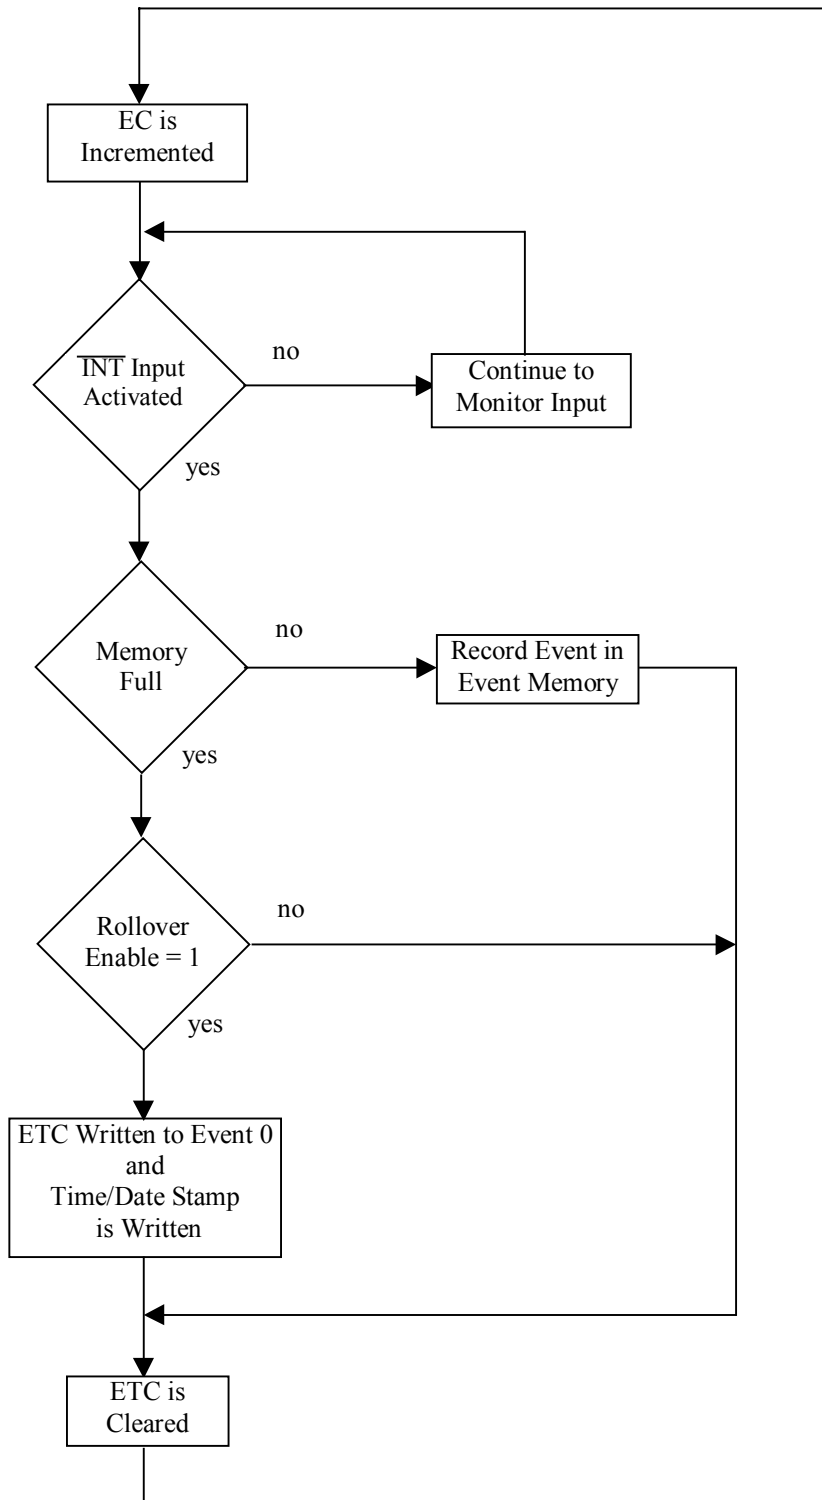 EC is
Incremented
INT Input
Activated
no
Continue to
Monitor Input
yes
Memory
Full
no
Record Event in
Event Memory
yes
Rollover
Enable = 1
no
yes
ETC Written to Event 0
and
Time/Date Stamp
is Written
ETC is
Cleared